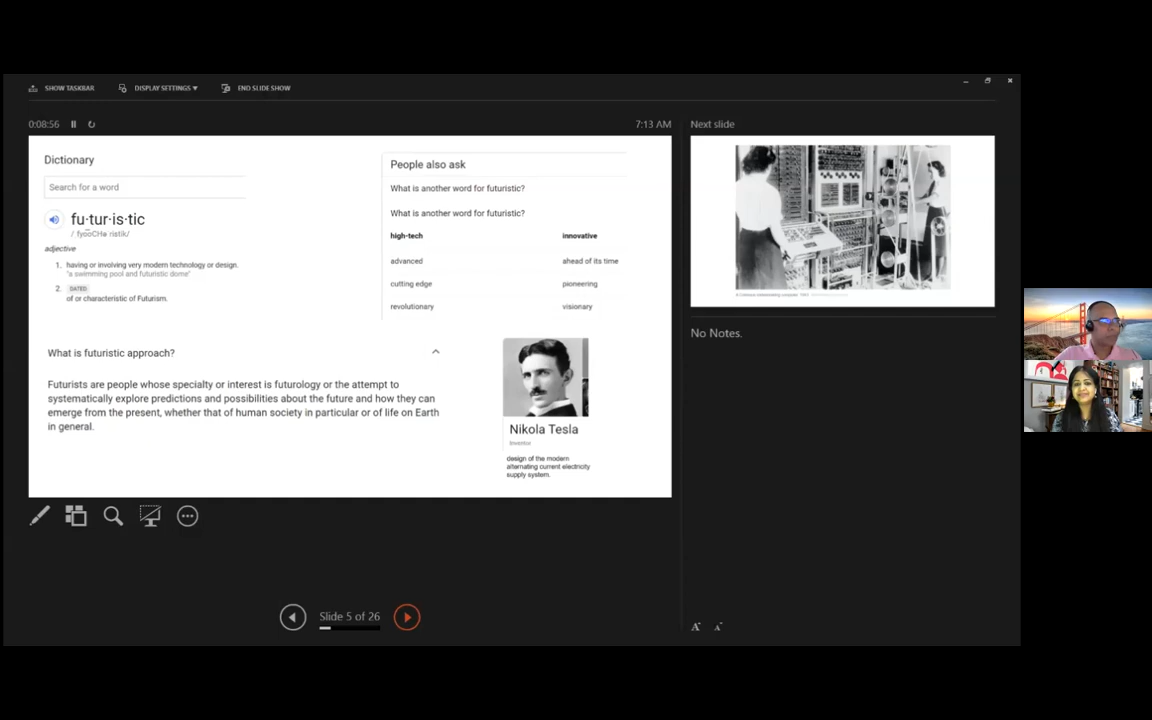 SHOW TASKBAR
DISPLAY SETTINGS ▼
END SLIDE SHOW
0:08:56
7:13 AM
Next slide
Dictionary
Search for a word
fu·tur·is·tic
/ˌfyo͞oCHəˈristik/
adjective
1. having or involving very modern technology or design.
"a swimming pool and futuristic dome"
2. DATED
of or characteristic of Futurism.
People also ask
What is another word for futuristic?
What is another word for futuristic?
high-tech innovative
advanced ahead of its time
cutting edge pioneering
revolutionary visionary
What is futuristic approach?
Futurists are people whose specialty or interest is futurology or the attempt to
systematically explore predictions and possibilities about the future and how they can
emerge from the present, whether that of human society in particular or of life on Earth
in general.
Nikola Tesla
Inventor
design of the modern
alternating current electricity
supply system.
No Notes.
Slide 5 of 26
A A